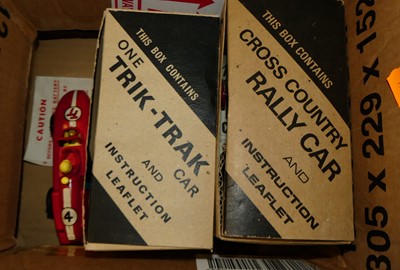 CAUTION
4
4
THIS BOX CONTAINS
ONE
TRIK-TRAK
CAR
AND
INSTRUCTION
LEAFLET
THIS BOX CONTAINS
CROSS COUNTRY
RALLY CAR
AND
INSTRUCTION
LEAFLET
305 x 229 x 152